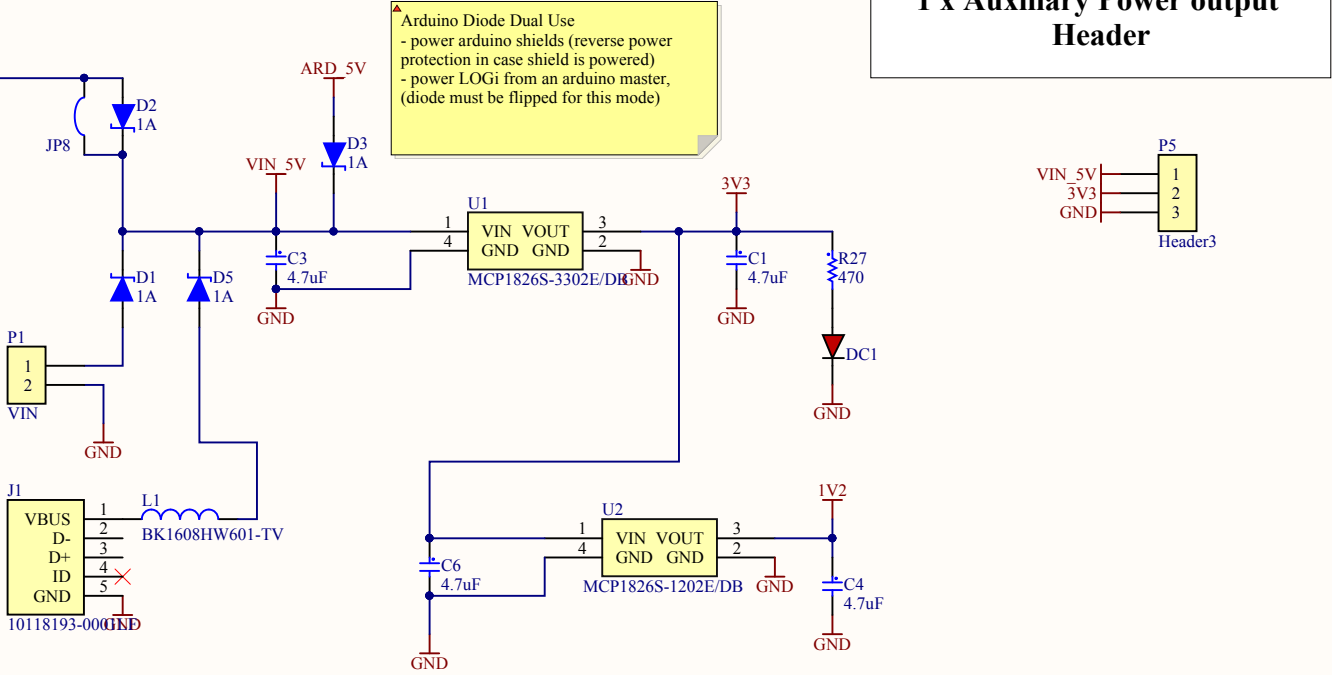 1 x Auxiliary Power output
Header
Arduino Diode Dual Use
- power arduino shields (reverse power
protection in case shield is powered)
- power LOGi from an arduino master,
(diode must be flipped for this mode)
ARD_5V
D2
1A
JP8
D3
1A
VIN_5V
3V3
U1
1
4
VIN VOUT
GND GND
3
2
MCP1826S-3302E/DB
GND
C3
4.7uF
GND
C1
4.7uF
GND
R27
470
DC1
GND
D1
1A
D5
1A
P1
1
2
VIN
GND
P5
VIN_5V
3V3
GND
1
2
3
Header3
J1
VBUS
D-
D+
ID
GND
1
2
3
4
5
10118193-0001LF
GND
L1
BK1608HW601-TV
U2
1
4
VIN VOUT
GND GND
3
2
MCP1826S-1202E/DB
GND
1V2
C6
4.7uF
GND
C4
4.7uF
GND